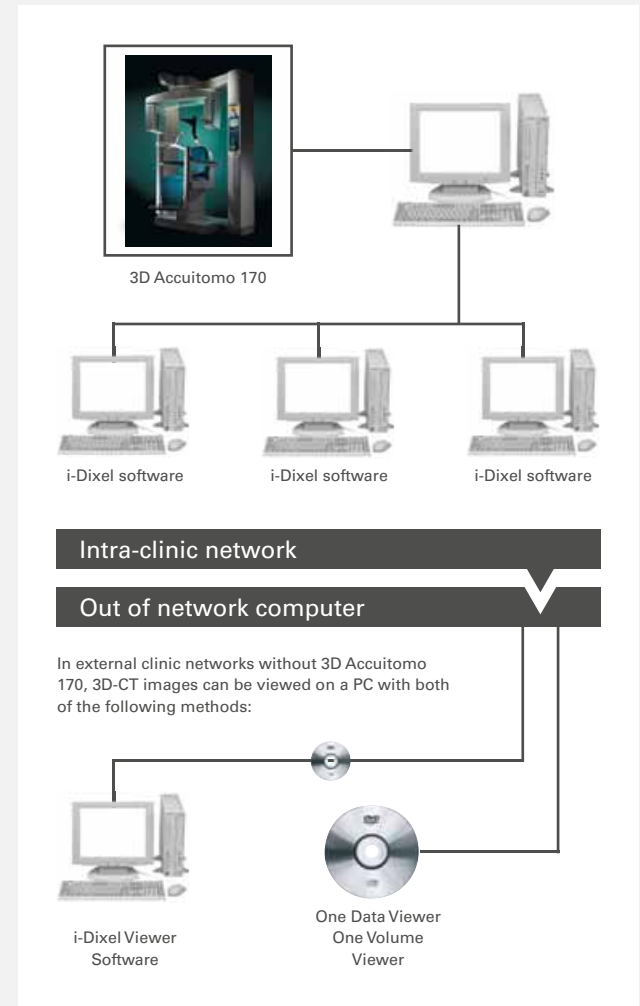 3D Accuitomo 170
i-Dixel software
i-Dixel software
i-Dixel software
Intra-clinic network
Out of network computer
In external clinic networks without 3D Accuitomo
170, 3D-CT images can be viewed on a PC with both
of the following methods:
i-Dixel Viewer
Software
One Data Viewer
One Volume
Viewer